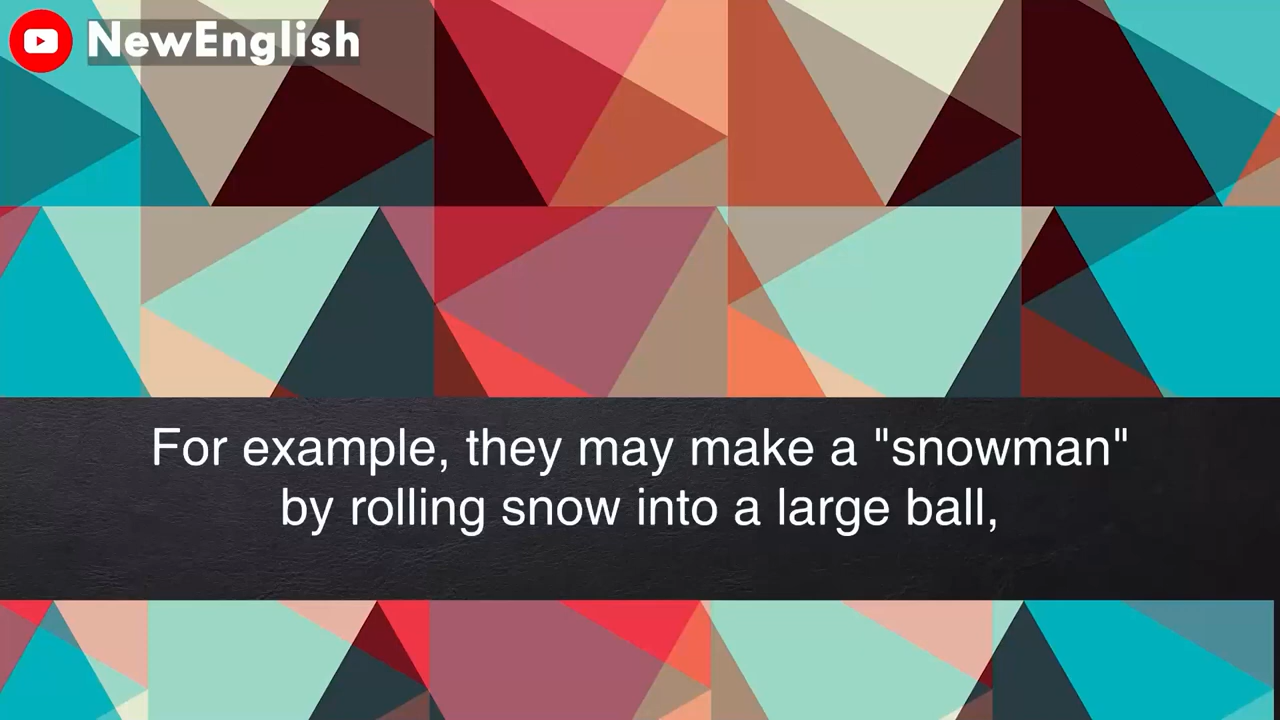 NewEnglish
For example, they may make a "snowman"
by rolling snow into a large ball,